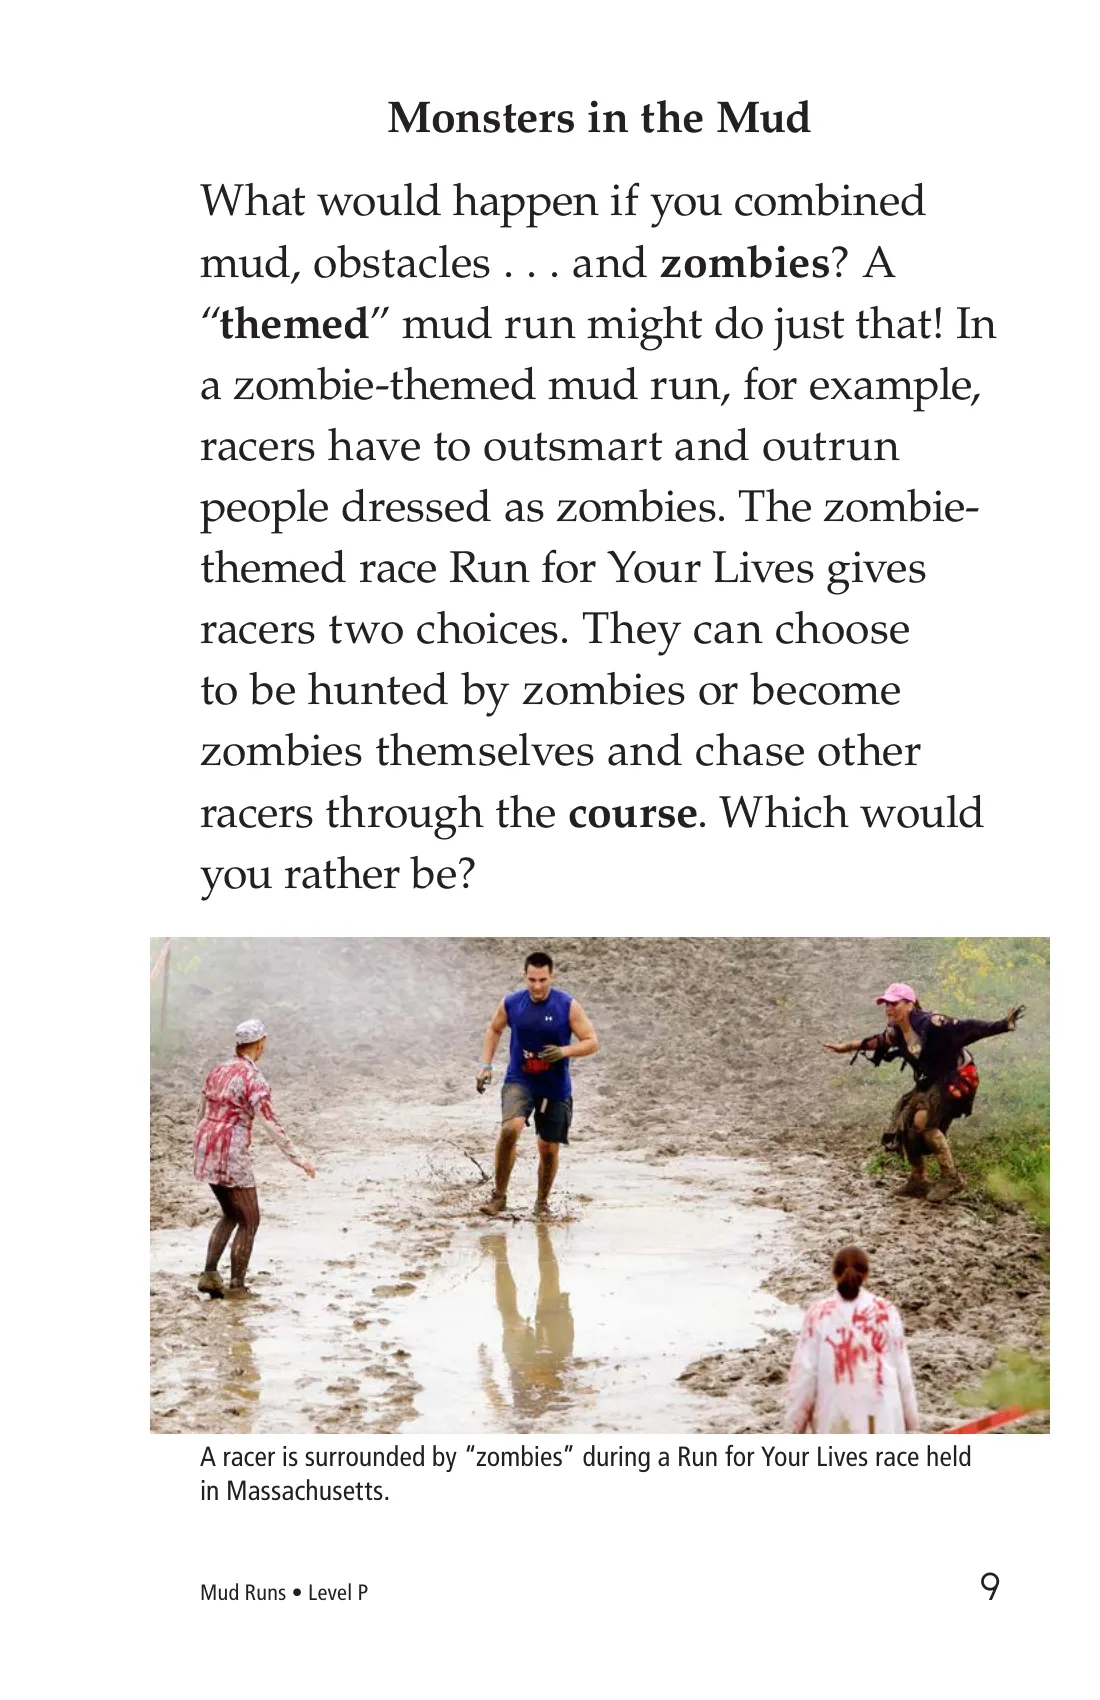 Monsters in the Mud
What would happen if you combined
mud, obstacles . . . and zombies? A
“themed” mud run might do just that! In
a zombie-themed mud run, for example,
racers have to outsmart and outrun
people dressed as zombies. The zombie-
themed race Run for Your Lives gives
racers two choices. They can choose
to be hunted by zombies or become
zombies themselves and chase other
racers through the course. Which would
you rather be?
A racer is surrounded by “zombies” during a Run for Your Lives race held
in Massachusetts.
Mud Runs • Level P
9